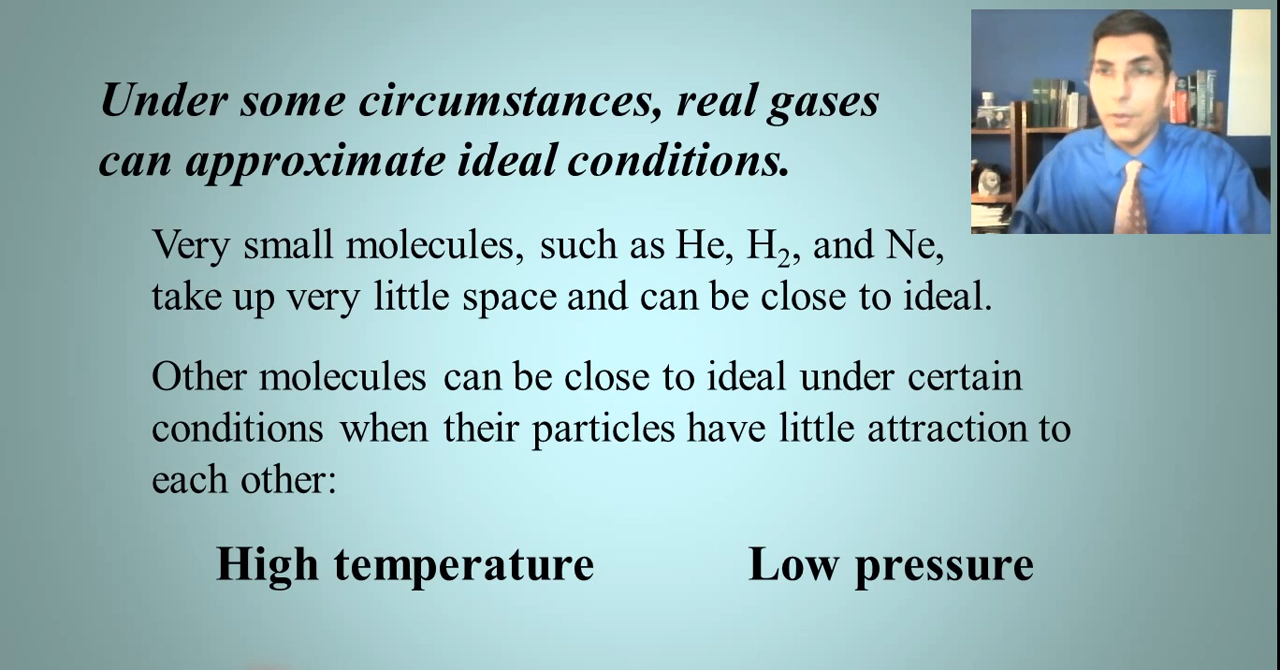 Under some circumstances, real gases
can approximate ideal conditions.
Very small molecules, such as He, H₂, and Ne,
take up very little space and can be close to ideal.
Other molecules can be close to ideal under certain
conditions when their particles have little attraction to
each other:
High temperature Low pressure